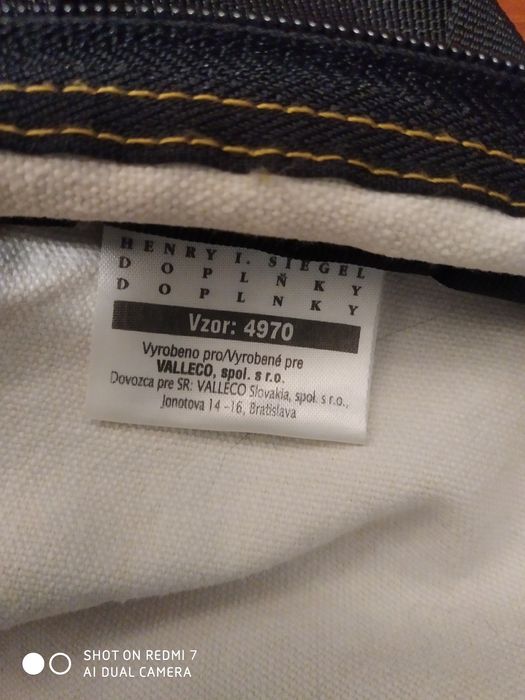 HENRY I. SIEGEL
DOPLŇKY
DOPLNKY
Vzor: 4970
Vyrobeno pro/Vyrobené pre
VALLECO, spol. s r.o.
Dovozca pre SR: VALLECO Slovakia, spol. s r.o.,
Jonotova 14 -16, Bratislava
SHOT ON REDMI 7
AI DUAL CAMERA